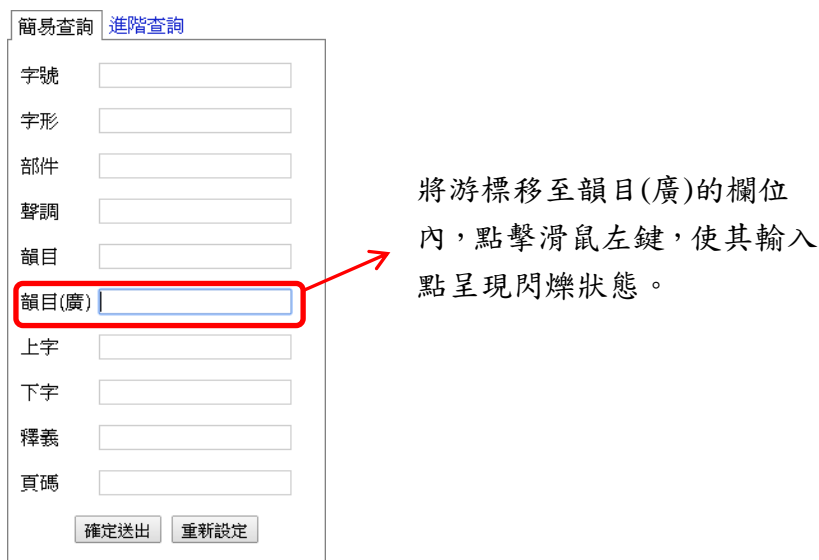 簡易查詢 進階查詢
字號
字形
部件
聲調
韻目
韻目(廣)
上字
下字
釋義
頁碼
確定送出 重新設定
將游標移至韻目(廣)的欄位
內，點擊滑鼠左鍵，使其輸入
點呈現閃爍狀態。